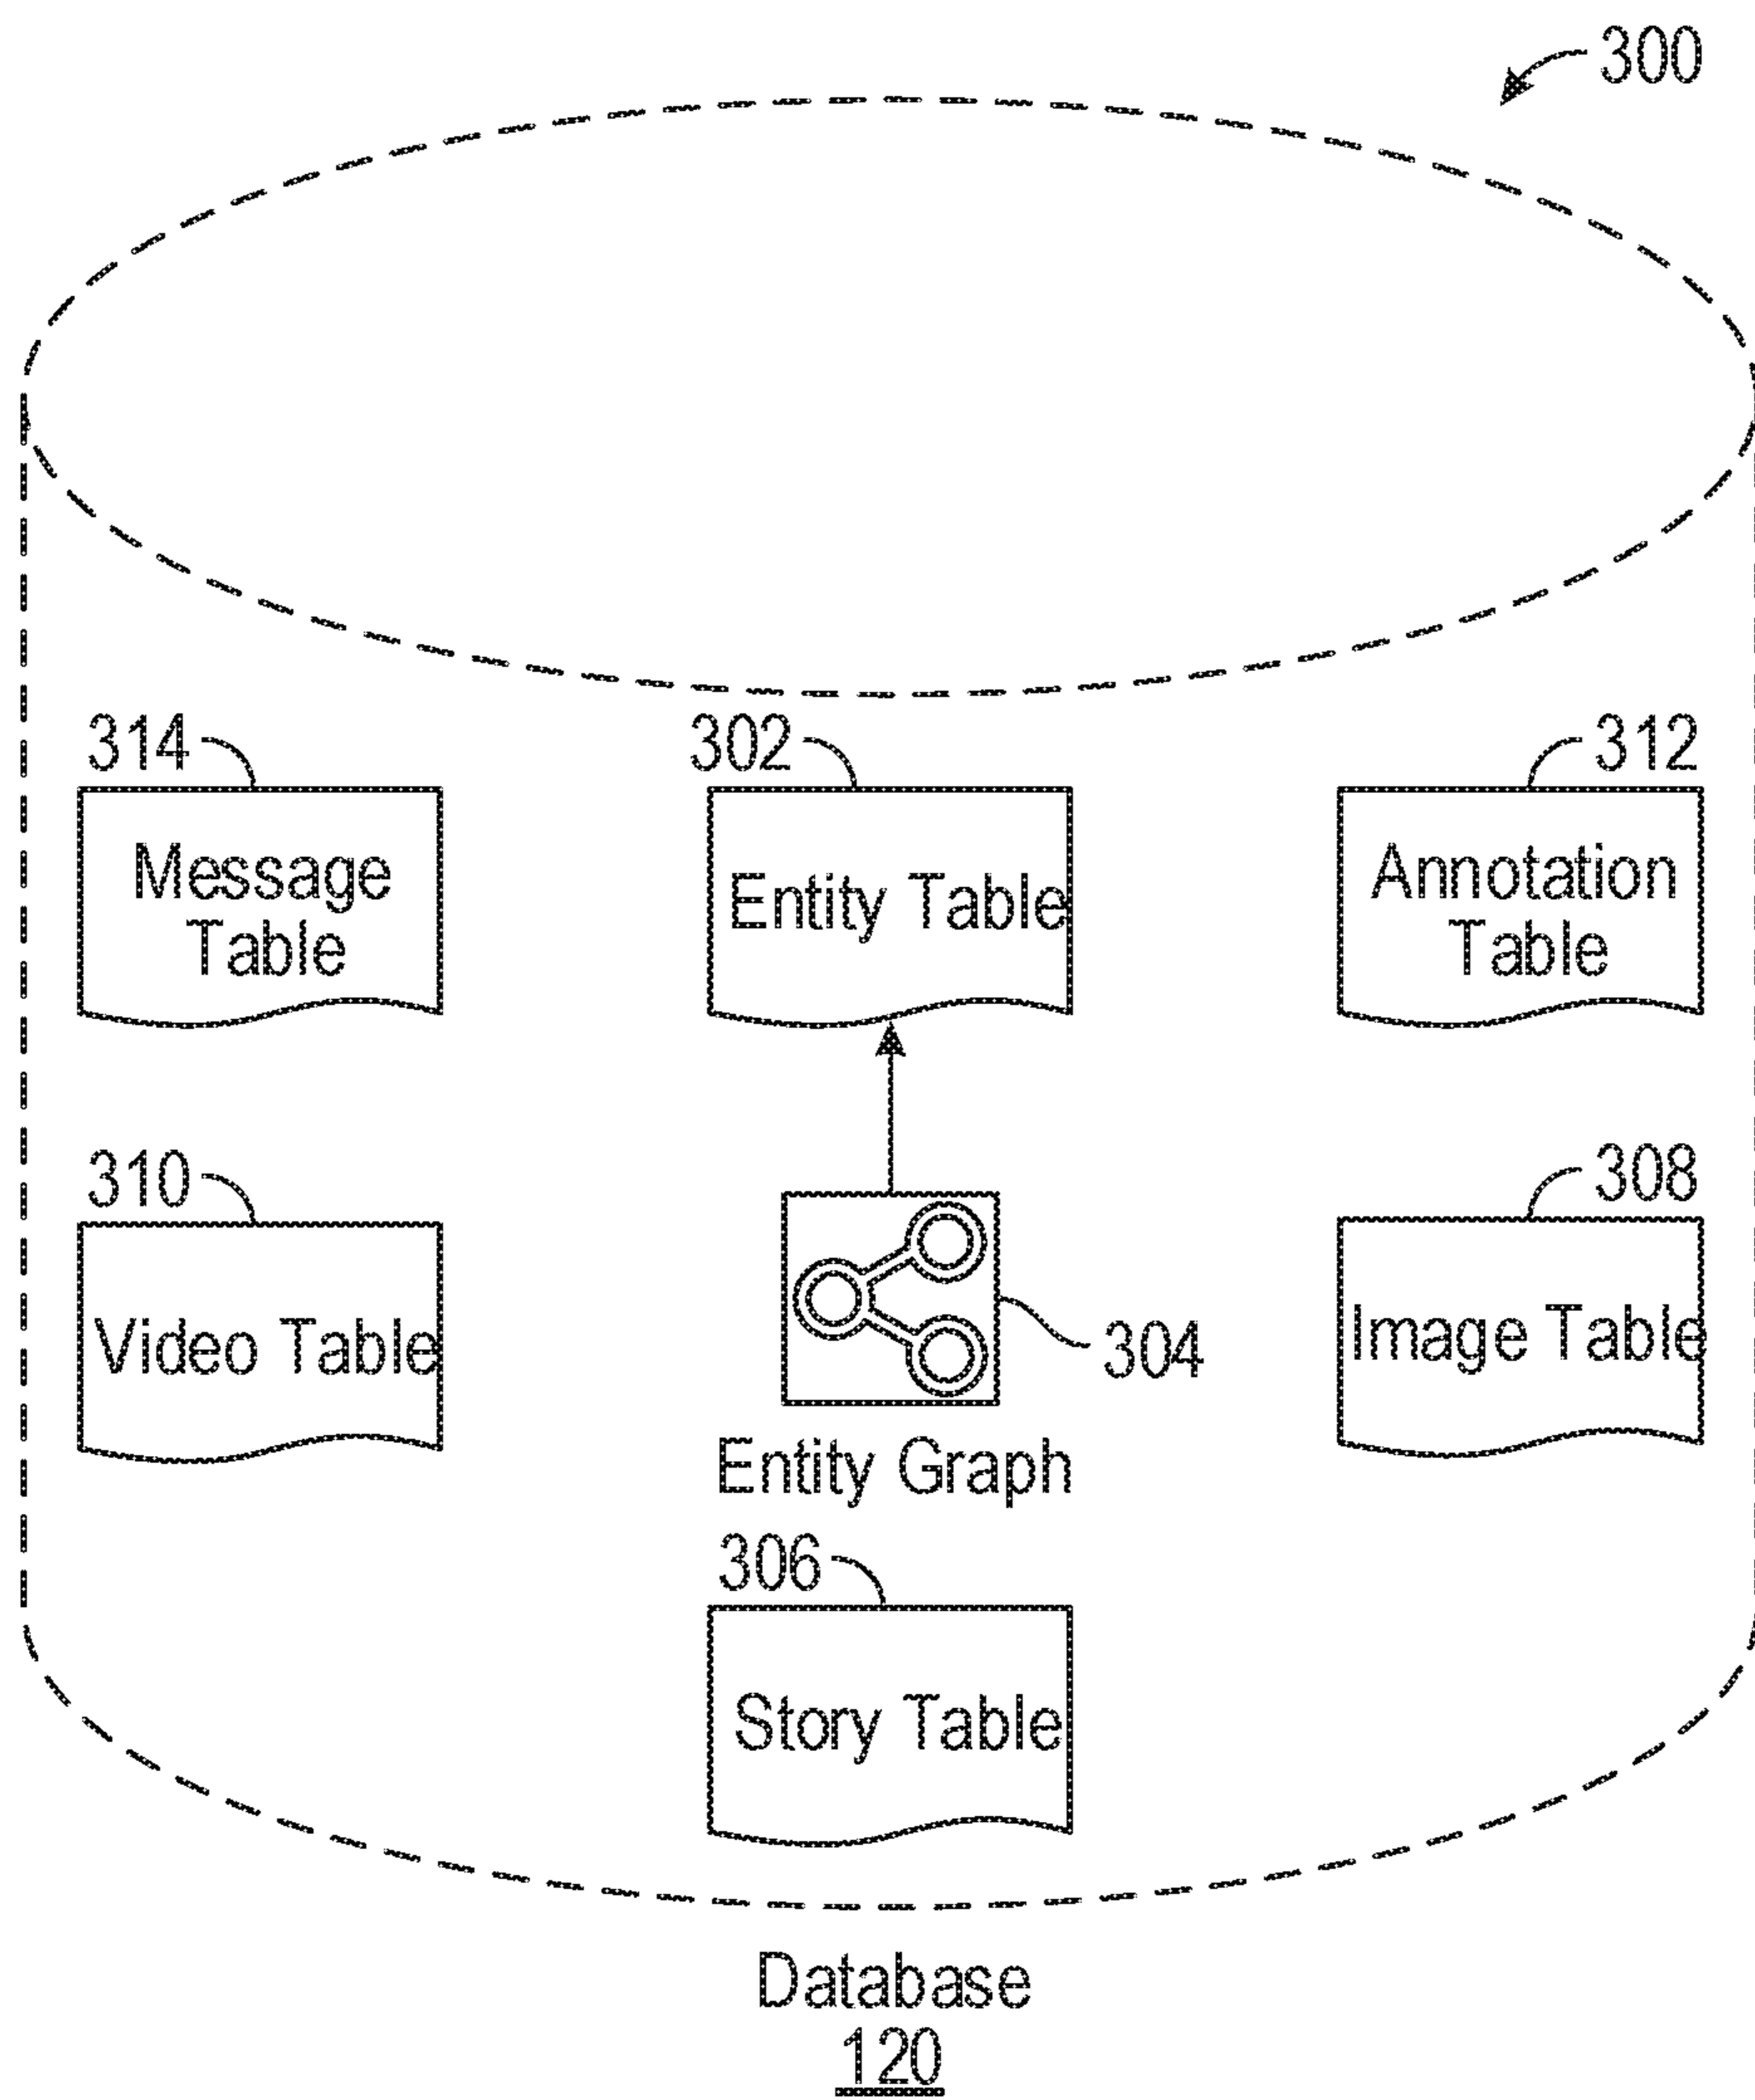 300
314
302
312
Message
Table
Entity Table
Annotation
Table
310
308
Video Table
304
Image Table
Entity Graph
306
Story Table
Database
120